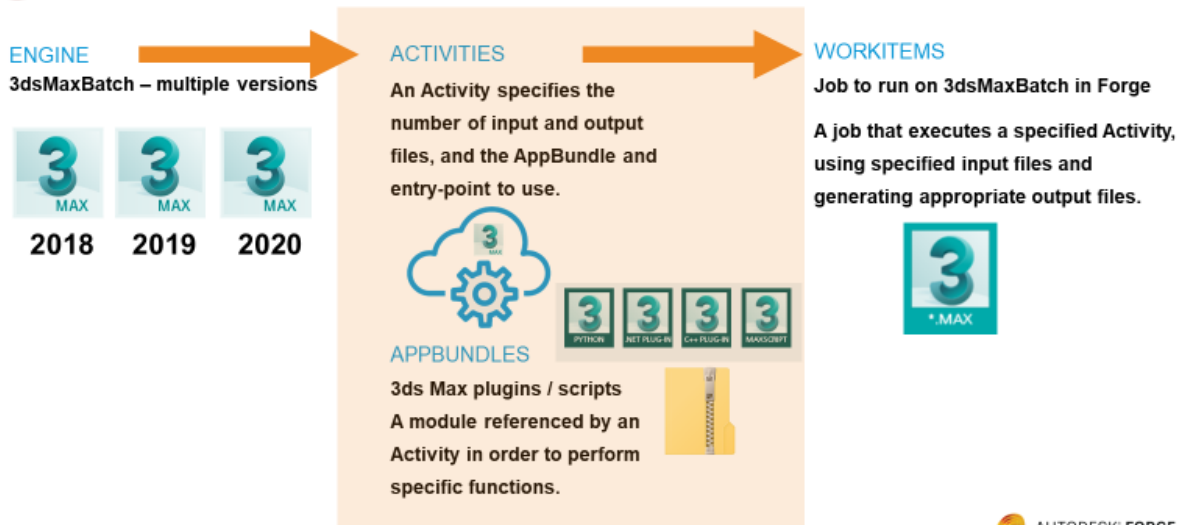 ENGINE
3dsMaxBatch – multiple versions
3
MAX
3
MAX
3
MAX
2018 2019 2020
ACTIVITIES
An Activity specifies the
number of input and output
files, and the AppBundle and
entry-point to use.
3
MAX
3
PYTHON
3
.NET PLUG-IN
3
C++ PLUG-IN
3
MAXSCRIPT
APPBUNDLES
3ds Max plugins / scripts
A module referenced by an
Activity in order to perform
specific functions.
WORKITEMS
Job to run on 3dsMaxBatch in Forge
A job that executes a specified Activity,
using specified input files and
generating appropriate output files.
3
*.MAX
AUTODESK® FORGE